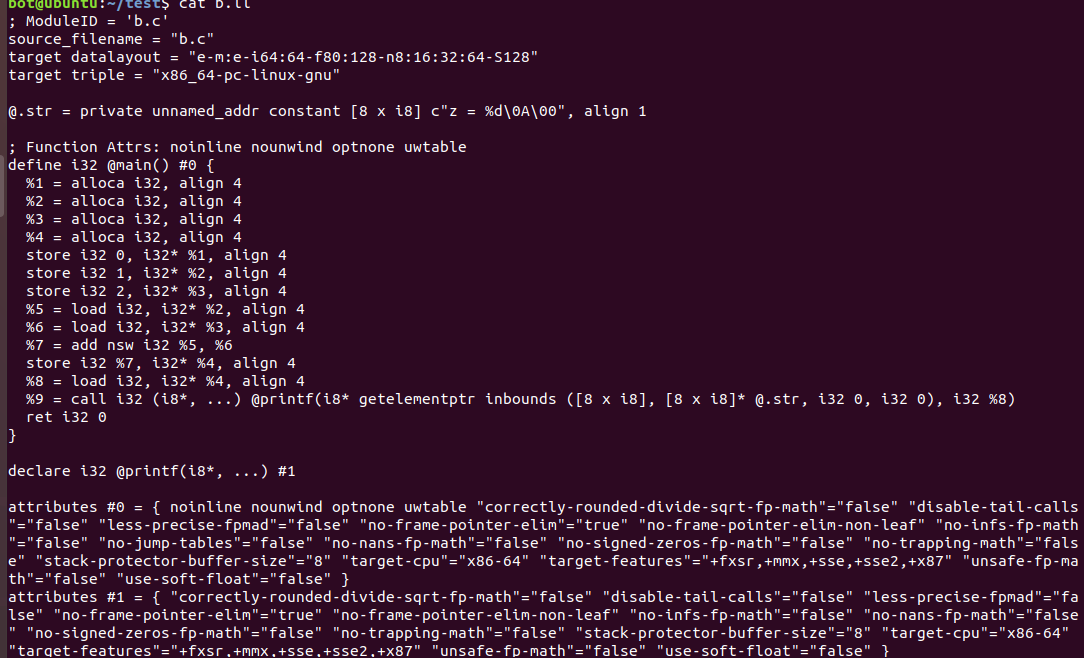 bot@ubuntu:~/test$ cat b.ll
; ModuleID = 'b.c'
source_filename = "b.c"
target datalayout = "e-m:e-i64:64-f80:128-n8:16:32:64-S128"
target triple = "x86_64-pc-linux-gnu"
@.str = private unnamed_addr constant [8 x i8] c"z = %d\0A\00", align 1
; Function Attrs: noinline nounwind optnone uwtable
define i32 @main() #0 {
  %1 = alloca i32, align 4
  %2 = alloca i32, align 4
  %3 = alloca i32, align 4
  %4 = alloca i32, align 4
  store i32 0, i32* %1, align 4
  store i32 1, i32* %2, align 4
  store i32 2, i32* %3, align 4
  %5 = load i32, i32* %2, align 4
  %6 = load i32, i32* %3, align 4
  %7 = add nsw i32 %5, %6
  store i32 %7, i32* %4, align 4
  %8 = load i32, i32* %4, align 4
  %9 = call i32 (i8*, ...) @printf(i8* getelementptr inbounds ([8 x i8], [8 x i8]* @.str, i32 0, i32 0), i32 %8)
  ret i32 0
}
declare i32 @printf(i8*, ...) #1
attributes #0 = { noinline nounwind optnone uwtable "correctly-rounded-divide-sqrt-fp-math"="false" "disable-tail-calls
"="false" "less-precise-fpmad"="false" "no-frame-pointer-elim"="true" "no-frame-pointer-elim-non-leaf" "no-infs-fp-math
"="false" "no-jump-tables"="false" "no-nans-fp-math"="false" "no-signed-zeros-fp-math"="false" "no-trapping-math"="fals
e" "stack-protector-buffer-size"="8" "target-cpu"="x86-64" "target-features"="+fxsr,+mmx,+sse,+sse2,+x87" "unsafe-fp-ma
th"="false" "use-soft-float"="false" }
attributes #1 = { "correctly-rounded-divide-sqrt-fp-math"="false" "disable-tail-calls"="false" "less-precise-fpmad"="fa
lse" "no-frame-pointer-elim"="true" "no-frame-pointer-elim-non-leaf" "no-infs-fp-math"="false" "no-nans-fp-math"="false
" "no-signed-zeros-fp-math"="false" "no-trapping-math"="false" "stack-protector-buffer-size"="8" "target-cpu"="x86-64"
"target-features"="+fxsr,+mmx,+sse,+sse2,+x87" "unsafe-fp-math"="false" "use-soft-float"="false" }